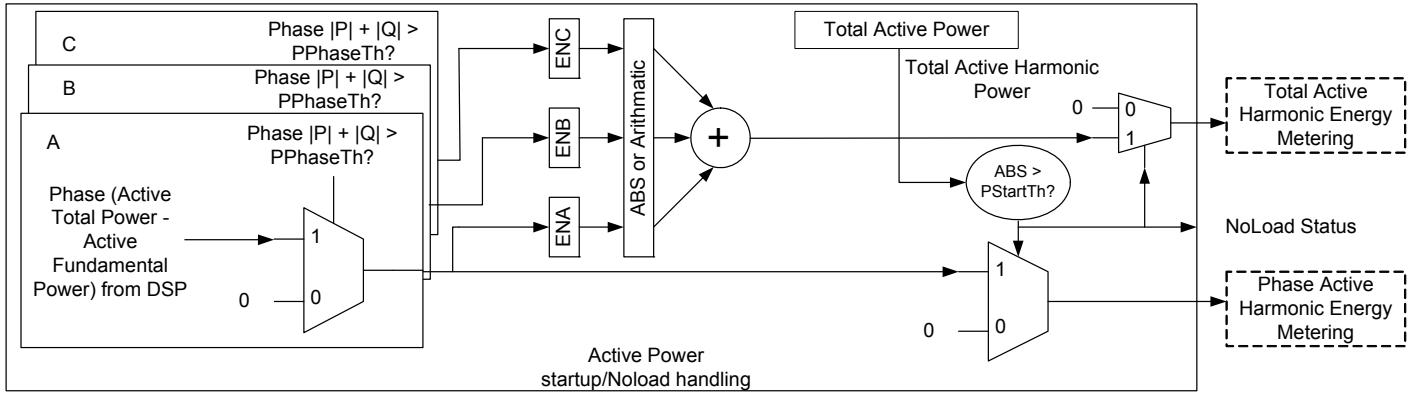 C
Phase |P| + |Q| >
PPhaseTh?
B
Phase |P| + |Q| >
PPhaseTh?
A
Phase |P| + |Q| >
PPhaseTh?
Phase (Active
Total Power -
Active
Fundamental
Power) from DSP
1
0
0
ENC
ENB
ENA
ABS or Arithmatic
+
Total Active Power
Total Active Harmonic
Power
0
0
1
ABS >
PStartTh?
1
0
0
Total Active
Harmonic Energy
Metering
NoLoad Status
Phase Active
Harmonic Energy
Metering
Active Power
startup/Noload handling